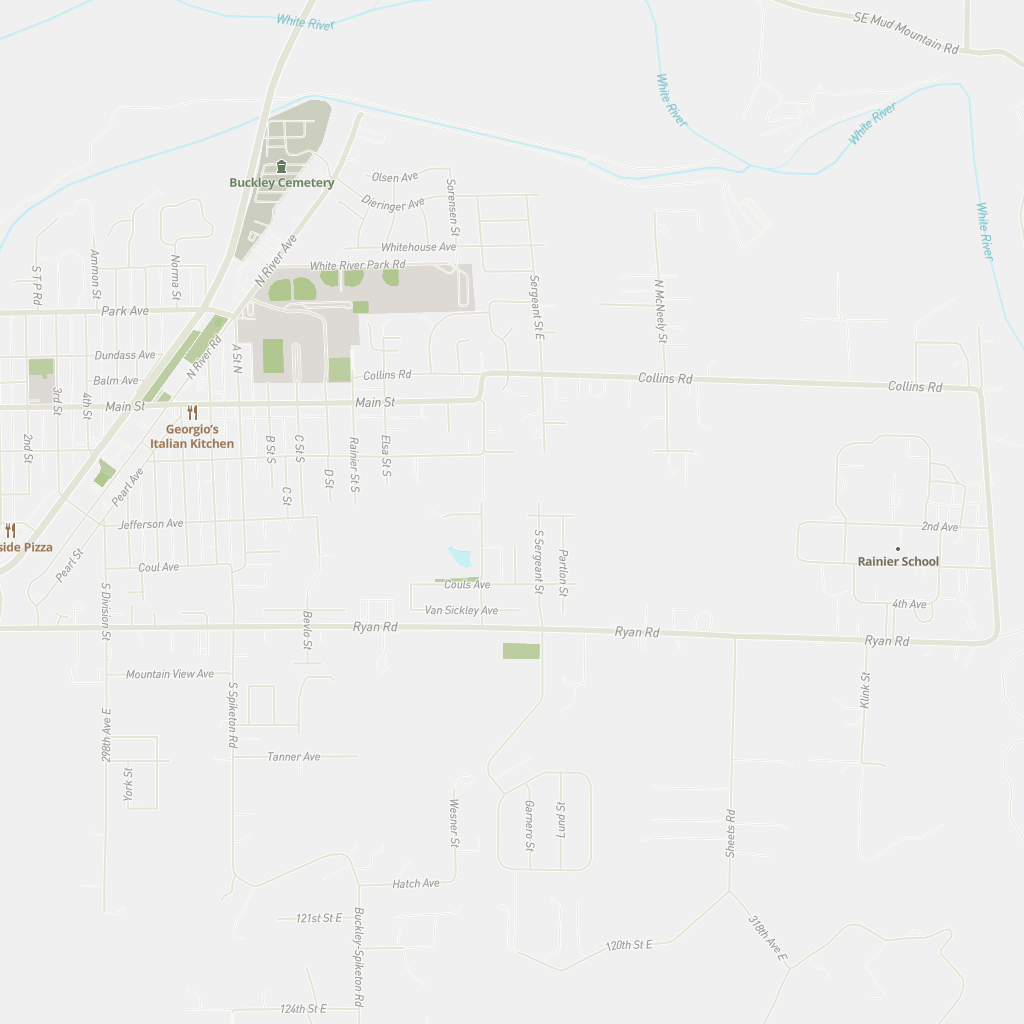 White River
SE Mud Mountain Rd
White River
White River
Buckley Cemetery
Olsen Ave
Dieringer Ave
Sorensen St
White River
N River Ave
Whitehouse Ave
White River Park Rd
S T P Rd
Ammon St
Norma St
Sergeant St E
N McNeely St
Park Ave
Dundass Ave
N River Rd
A St N
Balm Ave
Collins Rd
Collins Rd
Collins Rd
3rd St
4th St
Main St
Main St
Georgio's
Italian Kitchen
2nd St
B St S
C St S
Rainier St S
Elsa St S
D St
C St
Pearl Ave
Jefferson Ave
2nd Ave
side Pizza
Rainier School
Pearl St
Coul Ave
S Sergeant St
Partlon St
Couls Ave
Van Sickley Ave
4th Ave
S Division St
Bevlo St
Ryan Rd
Ryan Rd
Ryan Rd
Mountain View Ave
Klink St
S Spiketon Rd
298th Ave E
Tanner Ave
York St
Wesner St
Garnero St
Lund St
Sheets Rd
Hatch Ave
121st St E
Buckley-Spiketon Rd
120th St E
318th Ave E
124th St E